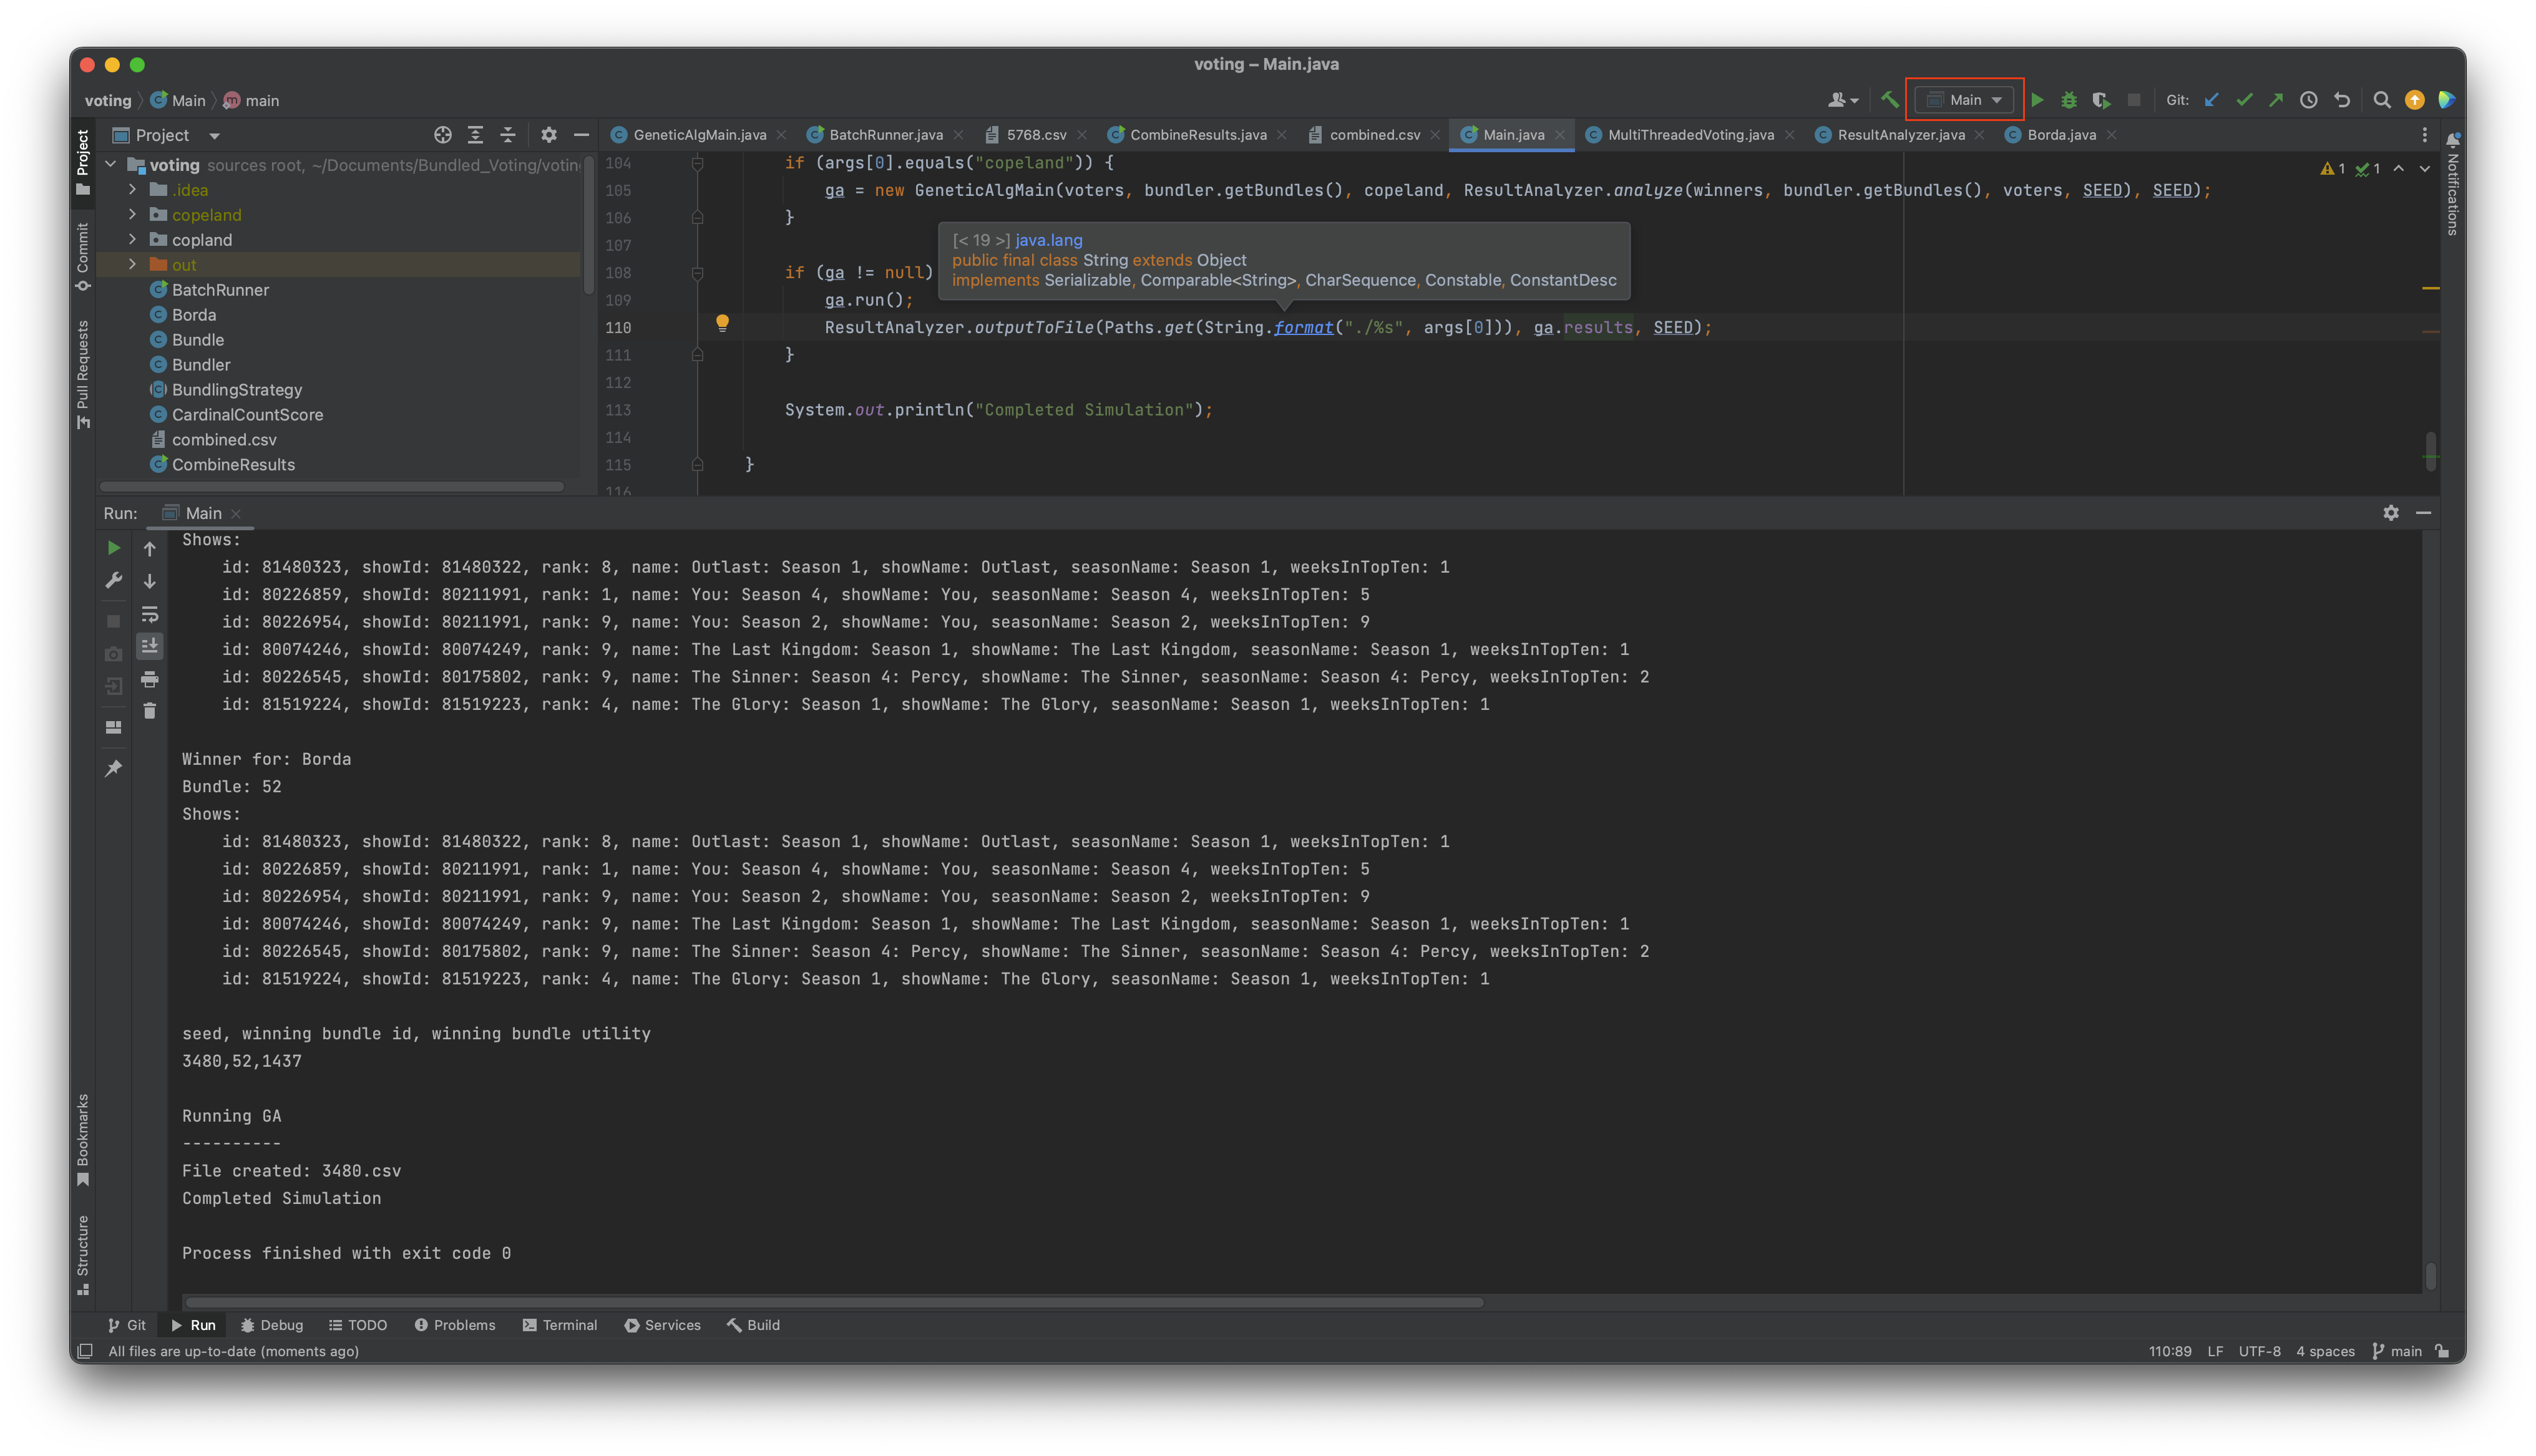 voting – Main.java
voting Main main
Main Git:
Project
GeneticAlgMain.java BatchRunner.java 5768.csv CombineResults.java combined.csv Main.java MultiThreadedVoting.java ResultAnalyzer.java Borda.java
Project
Commit
Pull Requests
Bookmarks
Structure
Notifications
voting sources root, ~/Documents/Bundled_Voting/voting
.idea
copeland
copland
out
BatchRunner
Borda
Bundle
Bundler
BundlingStrategy
CardinalCountScore
combined.csv
CombineResults
1 1
104 if (args[0].equals("copeland")) {
105 ga = new GeneticAlgMain(voters, bundler.getBundles(), copeland, ResultAnalyzer.analyze(winners, bundler.getBundles(), voters, SEED), SEED);
106 }
107
108 if (ga != null)
109 ga.run();
110 ResultAnalyzer.outputToFile(Paths.get(String.format("./%s", args[0])), ga.results, SEED);
111 }
112
113 System.out.println("Completed Simulation");
114
115 }
116
[< 19 >] java.lang
public final class String extends Object
implements Serializable, Comparable<String>, CharSequence, Constable, ConstantDesc
Run: Main
Shows:
id: 81480323, showId: 81480322, rank: 8, name: Outlast: Season 1, showName: Outlast, seasonName: Season 1, weeksInTopTen: 1
id: 80226859, showId: 80211991, rank: 1, name: You: Season 4, showName: You, seasonName: Season 4, weeksInTopTen: 5
id: 80226954, showId: 80211991, rank: 9, name: You: Season 2, showName: You, seasonName: Season 2, weeksInTopTen: 9
id: 80074246, showId: 80074249, rank: 9, name: The Last Kingdom: Season 1, showName: The Last Kingdom, seasonName: Season 1, weeksInTopTen: 1
id: 80226545, showId: 80175802, rank: 9, name: The Sinner: Season 4: Percy, showName: The Sinner, seasonName: Season 4: Percy, weeksInTopTen: 2
id: 81519224, showId: 81519223, rank: 4, name: The Glory: Season 1, showName: The Glory, seasonName: Season 1, weeksInTopTen: 1
Winner for: Borda
Bundle: 52
Shows:
id: 81480323, showId: 81480322, rank: 8, name: Outlast: Season 1, showName: Outlast, seasonName: Season 1, weeksInTopTen: 1
id: 80226859, showId: 80211991, rank: 1, name: You: Season 4, showName: You, seasonName: Season 4, weeksInTopTen: 5
id: 80226954, showId: 80211991, rank: 9, name: You: Season 2, showName: You, seasonName: Season 2, weeksInTopTen: 9
id: 80074246, showId: 80074249, rank: 9, name: The Last Kingdom: Season 1, showName: The Last Kingdom, seasonName: Season 1, weeksInTopTen: 1
id: 80226545, showId: 80175802, rank: 9, name: The Sinner: Season 4: Percy, showName: The Sinner, seasonName: Season 4: Percy, weeksInTopTen: 2
id: 81519224, showId: 81519223, rank: 4, name: The Glory: Season 1, showName: The Glory, seasonName: Season 1, weeksInTopTen: 1
seed, winning bundle id, winning bundle utility
3480,52,1437
Running GA
----------
File created: 3480.csv
Completed Simulation
Process finished with exit code 0
Git Run Debug TODO Problems Terminal Services Build
All files are up-to-date (moments ago) 110:89 LF UTF-8 4 spaces main